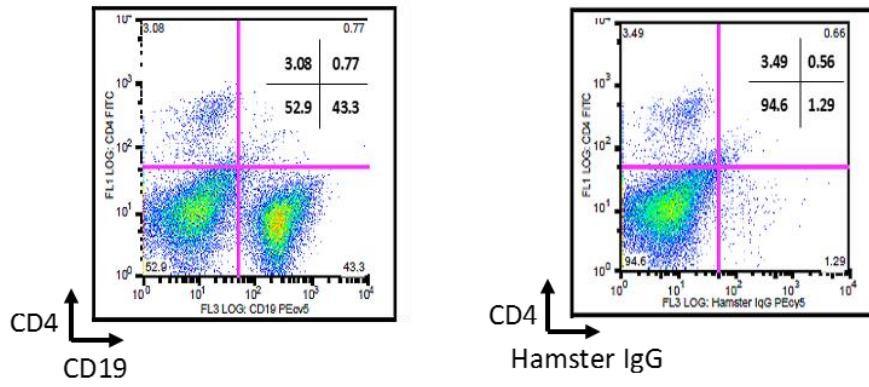 10⁴
3.08
0.77
3.08 0.77
52.9 43.3
10³
10²
10¹
10⁰
52.9
43.3
10⁰ 10¹ 10² 10³ 10⁴
FL1 LOG: CD4 FITC
FL3 LOG: CD19 PEcy5
CD4
CD19
10⁴
3.49
0.66
3.49 0.56
94.6 1.29
10³
10²
10¹
10⁰
94.6
1.29
10⁰ 10¹ 10² 10³ 10⁴
FL1 LOG: CD4 FITC
FL3 LOG: Hamster IgG PEcy5
CD4
Hamster IgG